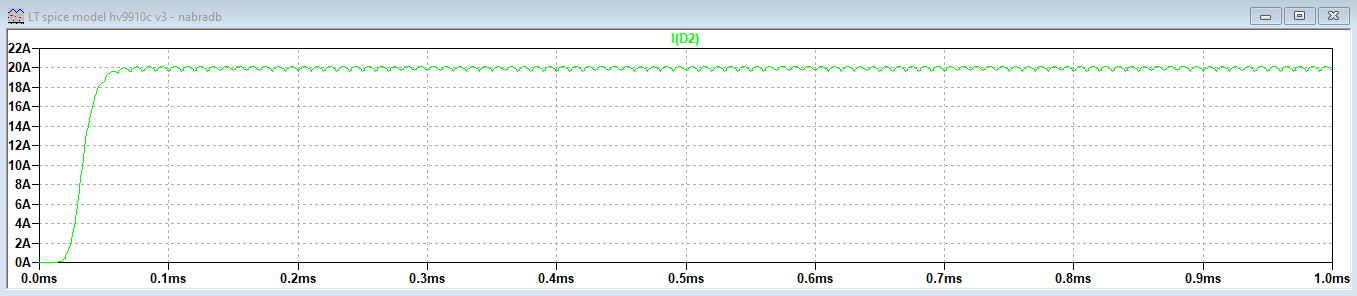 LT spice model hv9910c v3 - nabradb
I(D2)
22A
20A
18A
16A
14A
12A
10A
8A
6A
4A
2A
0A
0.0ms 0.1ms 0.2ms 0.3ms 0.4ms 0.5ms 0.6ms 0.7ms 0.8ms 0.9ms 1.0ms